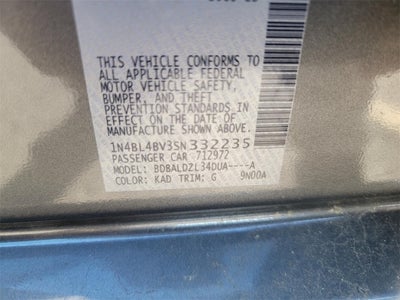 THIS VEHICLE CONFORMS TO
ALL APPLICABLE FEDERAL
MOTOR VEHICLE SAFETY,
BUMPER, AND THEFT
PREVENTION STANDARDS IN
EFFECT ON THE DATE OF
MANUFACTURE SHOWN ABOVE.
1N4BL4BV3SN332235
PASSENGER CAR 712972
MODEL: BDBALDZL34DUA----A
COLOR: KAD TRIM: G 9N00A